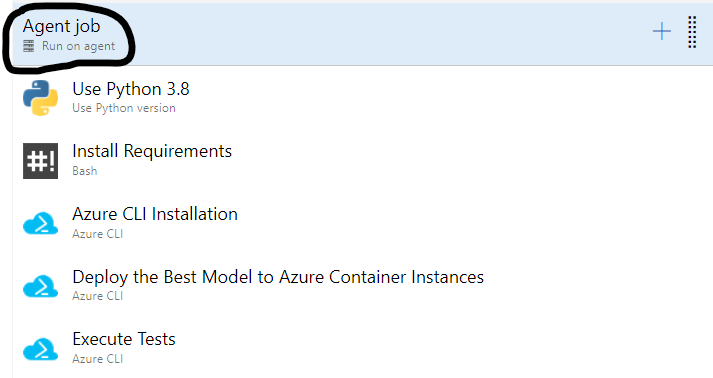 Agent job
Run on agent
Use Python 3.8
Use Python version
#!
Install Requirements
Bash
Azure CLI Installation
Azure CLI
Deploy the Best Model to Azure Container Instances
Azure CLI
Execute Tests
Azure CLI